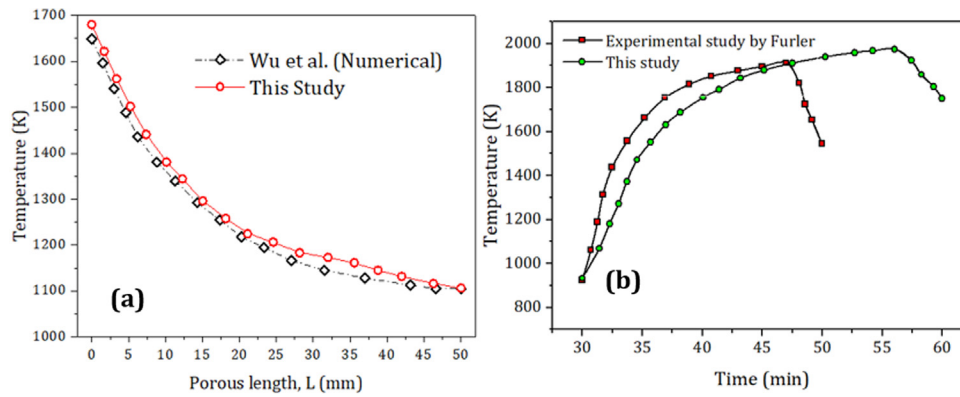 1700
1600
1500
1400
1300
1200
1100
1000
Temperature (K)
Wu et al. (Numerical)
This Study
(a)
0 5 10 15 20 25 30 35 40 45 50
Porous length, L (mm)
2000
1800
1600
1400
1200
1000
800
Temperature (K)
Experimental study by Furler
This study
(b)
30 35 40 45 50 55 60
Time (min)